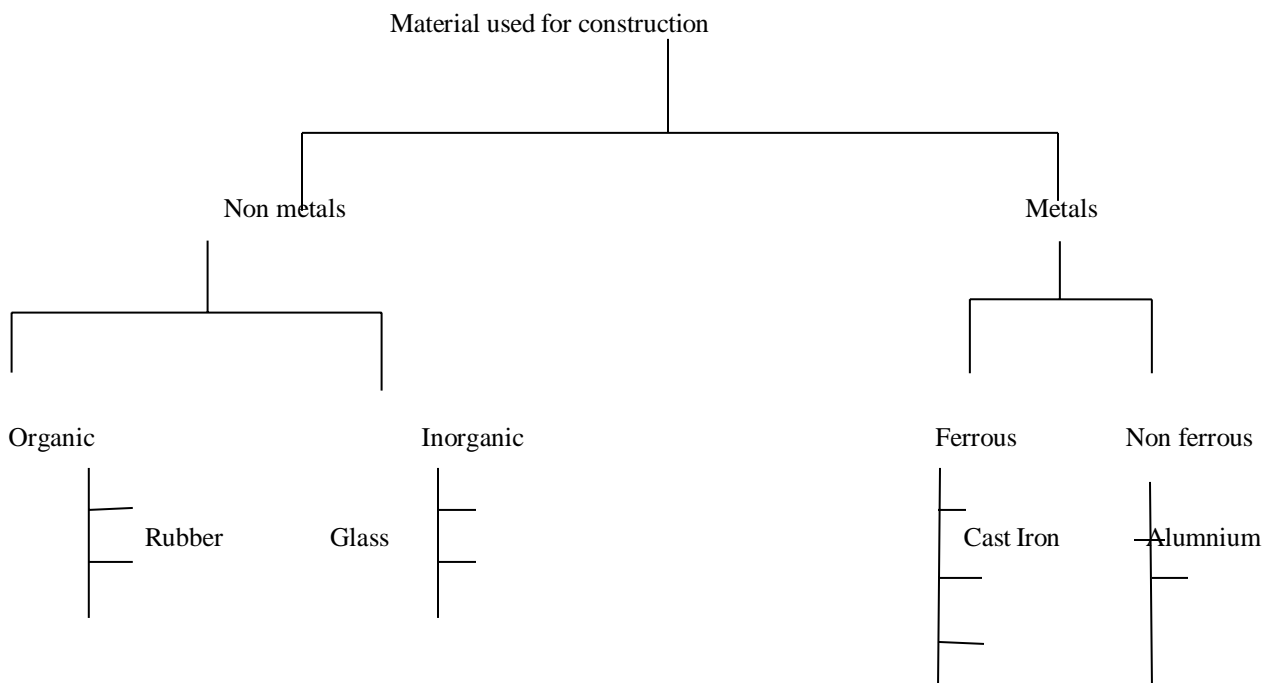 Material used for construction
Non metals Metals
Organic Inorganic Ferrous Non ferrous
Rubber Glass Cast Iron Alumnium